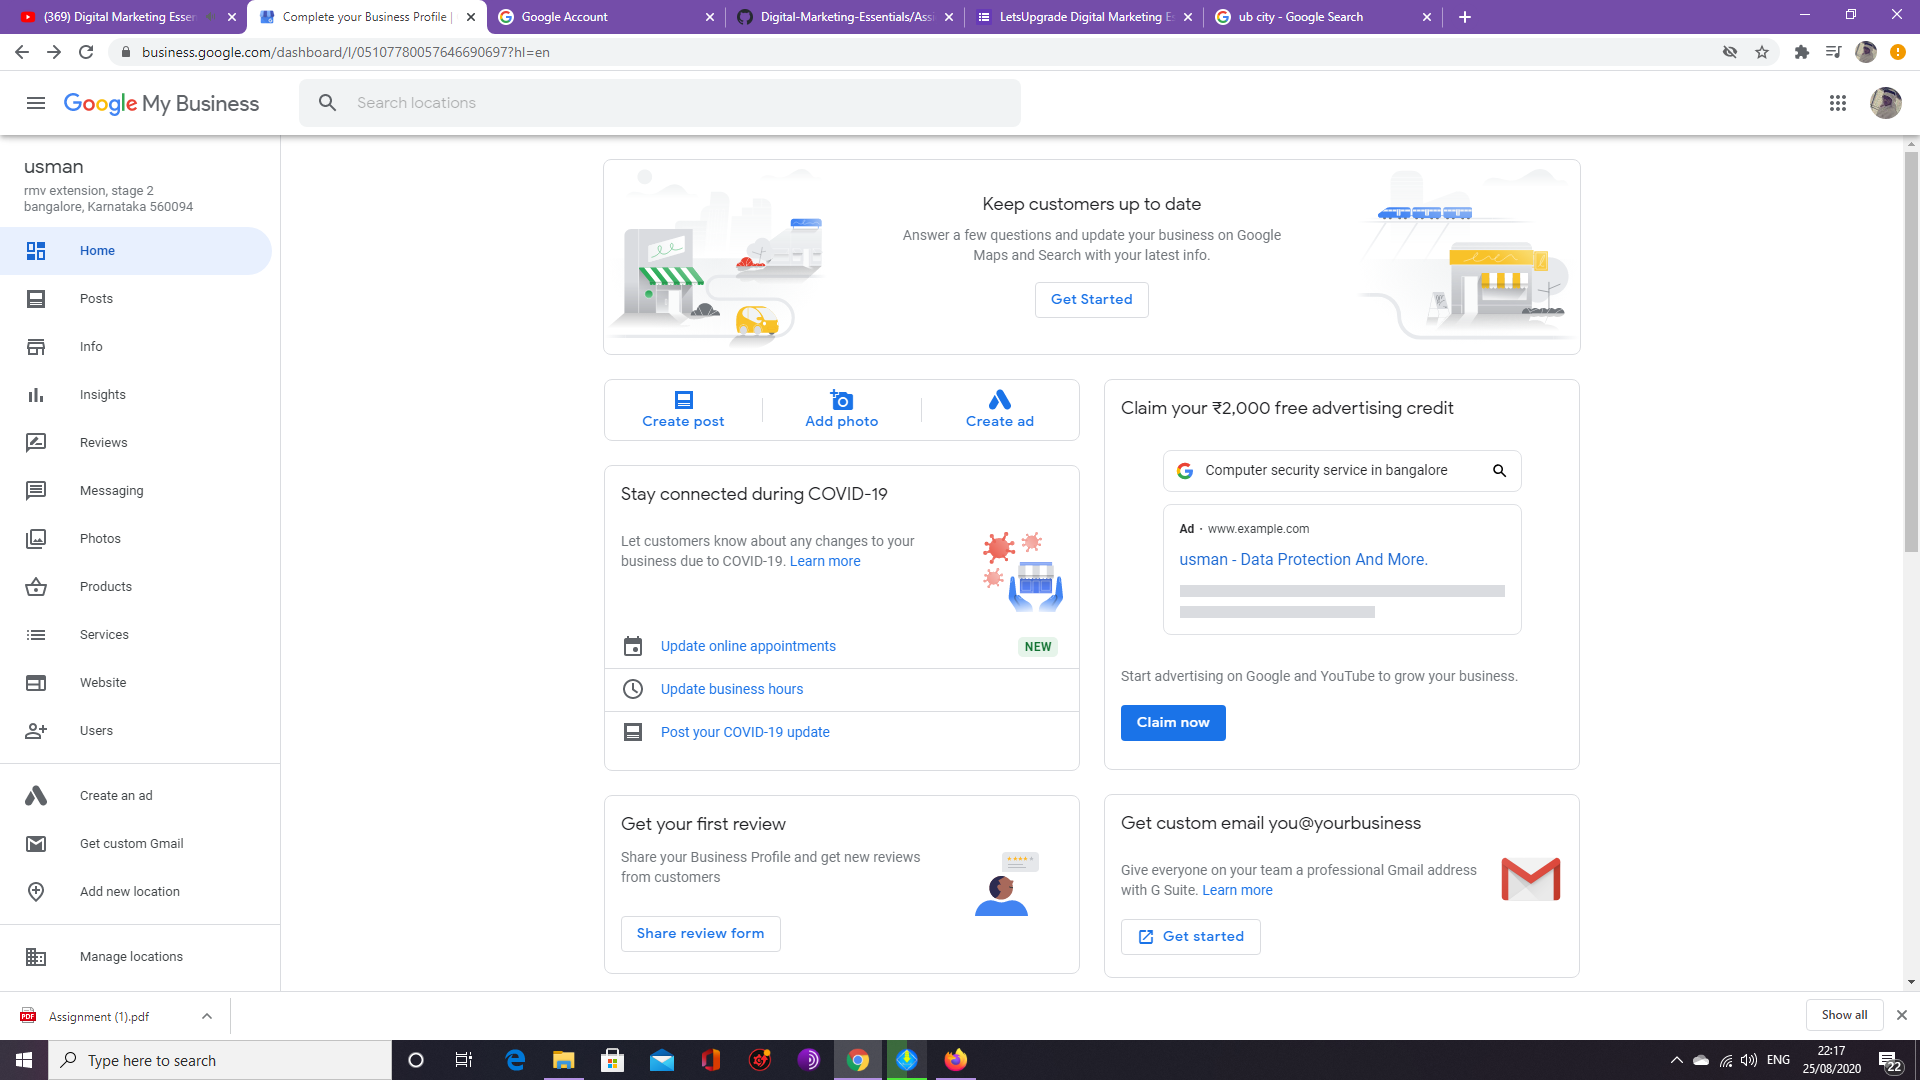 (369) Digital Marketing Essen
Complete your Business Profile |
Google Account
Digital-Marketing-Essentials/Assi
LetsUpgrade Digital Marketing Es
ub city - Google Search
business.google.com/dashboard/l/05107780057646690697?hl=en
Google My Business
Search locations
usman
rmv extension, stage 2
bangalore, Karnataka 560094
Home
Posts
Info
Insights
Reviews
Messaging
Photos
Products
Services
Website
Users
Create an ad
Get custom Gmail
Add new location
Manage locations
Keep customers up to date
Answer a few questions and update your business on Google
Maps and Search with your latest info.
Get Started
Create post
Add photo
Create ad
Stay connected during COVID-19
Let customers know about any changes to your
business due to COVID-19. Learn more
Update online appointments
NEW
Update business hours
Post your COVID-19 update
Get your first review
Share your Business Profile and get new reviews
from customers
Share review form
Claim your ₹2,000 free advertising credit
Computer security service in bangalore
Ad · www.example.com
usman - Data Protection And More.
Start advertising on Google and YouTube to grow your business.
Claim now
Get custom email you@yourbusiness
Give everyone on your team a professional Gmail address
with G Suite. Learn more
Get started
PDF
Assignment (1).pdf
Show all
Type here to search
ENG
22:17
25/08/2020
22